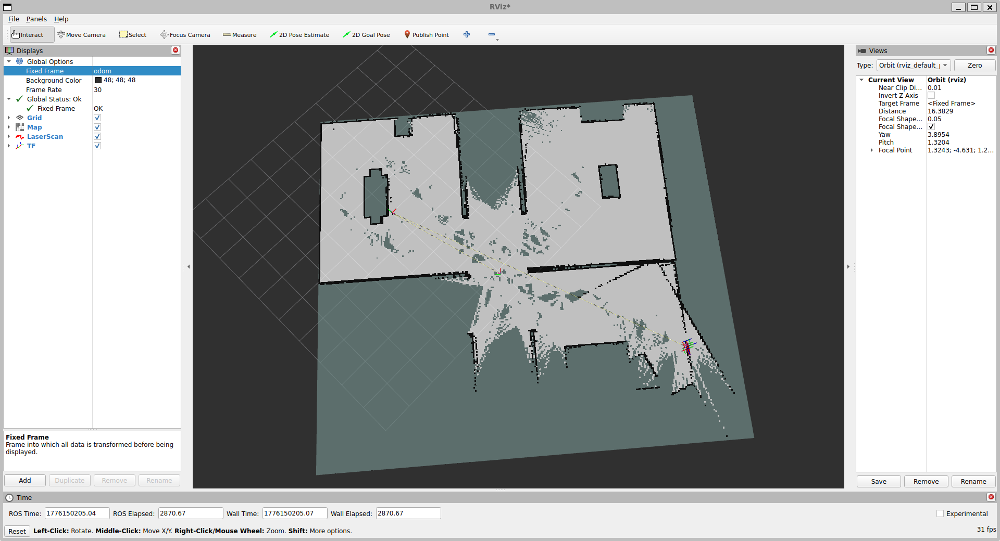 RViz*
File Panels Help
Interact Move Camera Select Focus Camera Measure 2D Pose Estimate 2D Goal Pose Publish Point
Displays
Global Options
Fixed Frame odom
Background Color 48; 48; 48
Frame Rate 30
Global Status: Ok
Fixed Frame OK
Grid
Map
LaserScan
TF
Fixed Frame
Frame into which all data is transformed before being
displayed.
Add Duplicate Remove Rename
Views
Type: Orbit (rviz_default_ Zero
Current View Orbit (rviz)
Near Clip Di... 0.01
Invert Z Axis
Target Frame <Fixed Frame>
Distance 16.3829
Focal Shape... 0.05
Focal Shape...
Yaw 3.8954
Pitch 1.3204
Focal Point 1.3243; -4.631; 1.2...
Save Remove Rename
Time
ROS Time: 1776150205.04 ROS Elapsed: 2870.67 Wall Time: 1776150205.07 Wall Elapsed: 2870.67 Experimental
Reset Left-Click: Rotate. Middle-Click: Move X/Y. Right-Click/Mouse Wheel: Zoom. Shift: More options. 31 fps